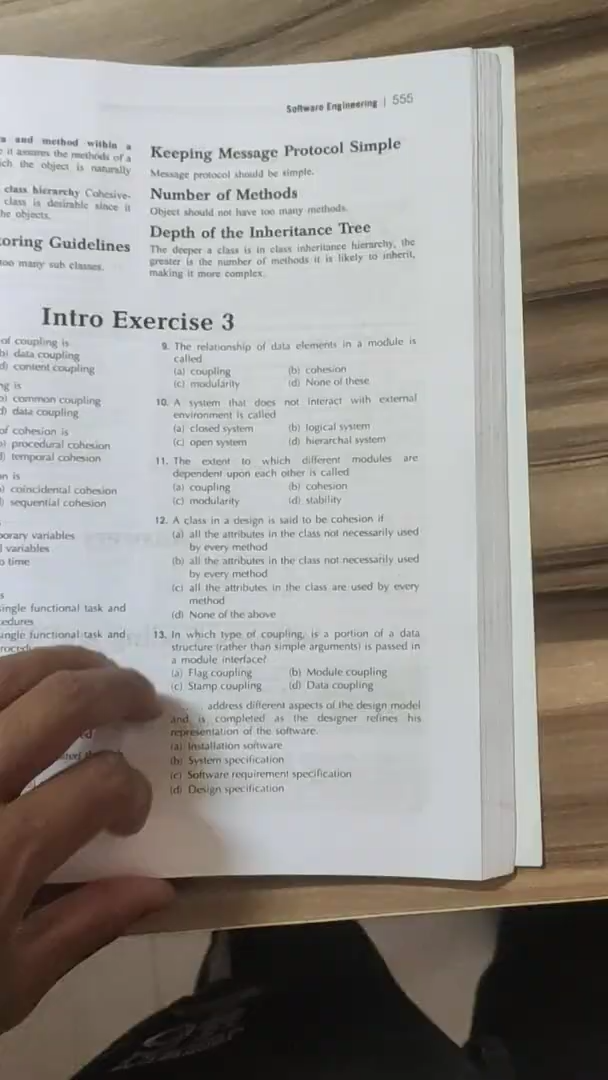 Software Engineering | 555
and method within a
it assures the methods of a
ich the object is naturally
class hierarchy Cohesive-
class is desirable since it
he objects.
oring Guidelines
too many sub classes.
Keeping Message Protocol Simple
Message protocol should be simple.
Number of Methods
Object should not have too many methods.
Depth of the Inheritance Tree
The deeper a class is in class inheritance hierarchy, the
greater is the number of methods it is likely to inherit,
making it more complex.
Intro Exercise 3
of coupling is
b) data coupling
d) content coupling
ng is
b) common coupling
d) data coupling
of cohesion is
) procedural cohesion
) temporal cohesion
on is
) coincidental cohesion
) sequential cohesion
porary variables
l variables
o time
s
ingle functional task and
edures
ingle functional task and
9. The relationship of data elements in a module is
called
(a) coupling (b) cohesion
(c) modularity (d) None of these
10. A system that does not interact with external
environment is called
(a) closed system (b) logical system
(c) open system (d) hierarchal system
11. The extent to which different modules are
dependent upon each other is called
(a) coupling (b) cohesion
(c) modularity (d) stability
12. A class in a design is said to be cohesion if
(a) all the attributes in the class not necessarily used
by every method
(b) all the attributes in the class not necessarily used
by every method
(c) all the attributes in the class are used by every
method
(d) None of the above
13. In which type of coupling, is a portion of a data
structure (rather than simple arguments) is passed in
a module interface?
(a) Flag coupling (b) Module coupling
(c) Stamp coupling (d) Data coupling
address different aspects of the design model
and is completed as the designer refines his
representation of the software.
(a) Installation software
(b) System specification
(c) Software requirement specification
(d) Design specification